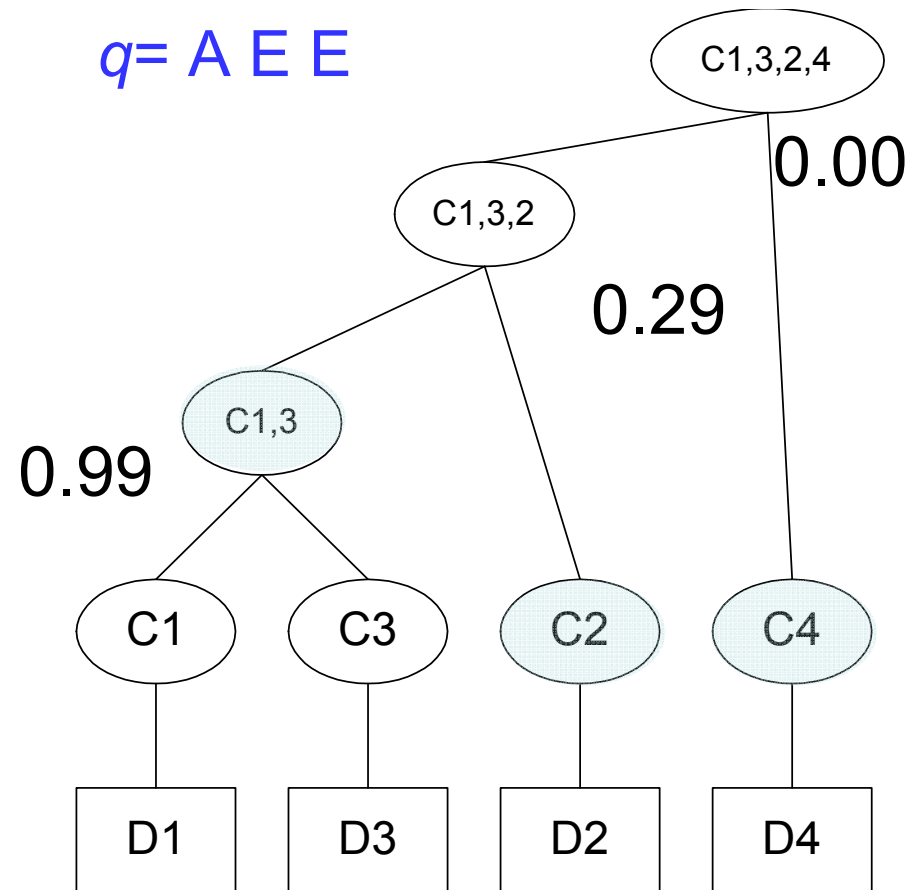 q= A E E
C1,3,2,4
0.00
C1,3,2
0.29
C1,3
0.99
C1
C3
C2
C4
D1
D3
D2
D4